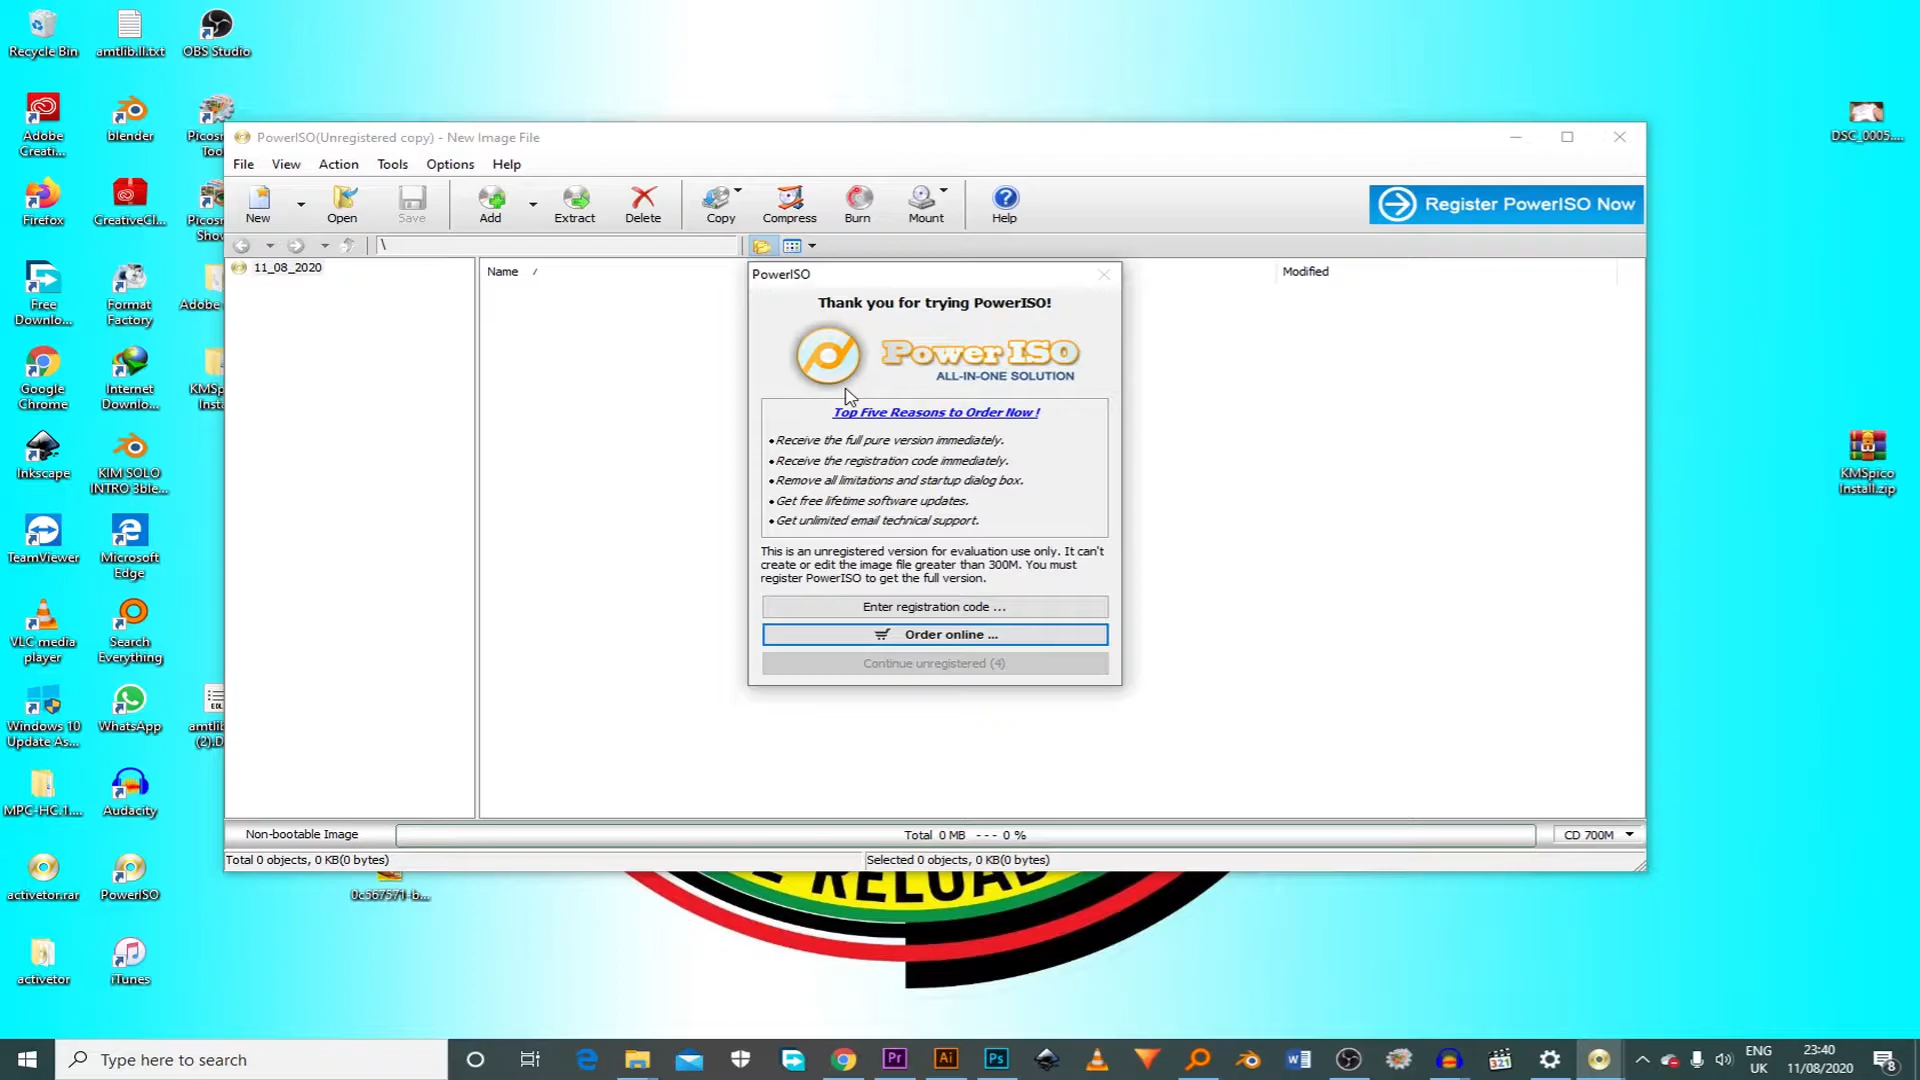 Recycle Bin
amtlib.ll.txt
OBS Studio
Adobe
Creati...
blender
Firefox
CreativeCl...
Free
Downlo...
Format
Factory
Adobe
Google
Chrome
Internet
Downlo...
Inkscape
KIM SOLO
INTRO 3ble...
TeamViewer
Microsoft
Edge
VLC media
player
Search
Everything
Windows 10
Update As...
WhatsApp
amtlib
(2).D
MPC-HC.1....
Audacity
activetor.rar
PowerISO
0c567571-b...
activetor
iTunes
DSC_0005....
KMSpico
Install.zip
PowerISO(Unregistered copy) - New Image File
File View Action Tools Options Help
New Open Save Add Extract Delete Copy Compress Burn Mount Help
Register PowerISO Now
\
11_08_2020
Name / Modified
PowerISO
Thank you for trying PowerISO!
Power ISO
ALL-IN-ONE SOLUTION
Top Five Reasons to Order Now !
•Receive the full pure version immediately.
•Receive the registration code immediately.
•Remove all limitations and startup dialog box.
•Get free lifetime software updates.
•Get unlimited email technical support.
This is an unregistered version for evaluation use only. It can't
create or edit the image file greater than 300M. You must
register PowerISO to get the full version.
Enter registration code ...
Order online ...
Continue unregistered (4)
Non-bootable Image
Total 0 MB --- 0 %
CD 700M
Total 0 objects, 0 KB(0 bytes)
Selected 0 objects, 0 KB(0 bytes)
Type here to search
Pr
Ai
Ps
321
ENG
UK
23:40
11/08/2020
8